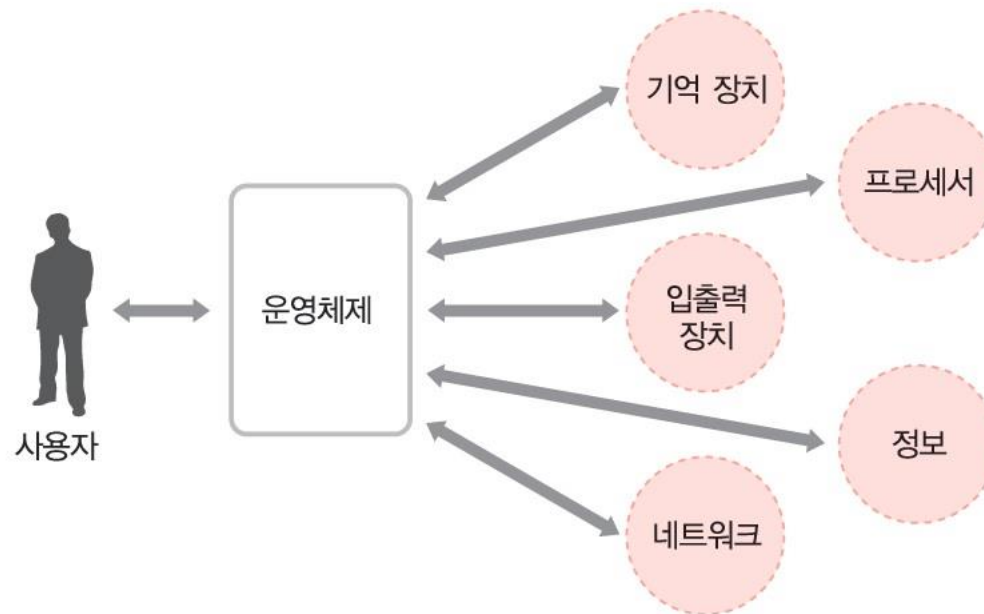 기억 장치
프로세서
운영체제
입출력
장치
사용자
정보
네트워크